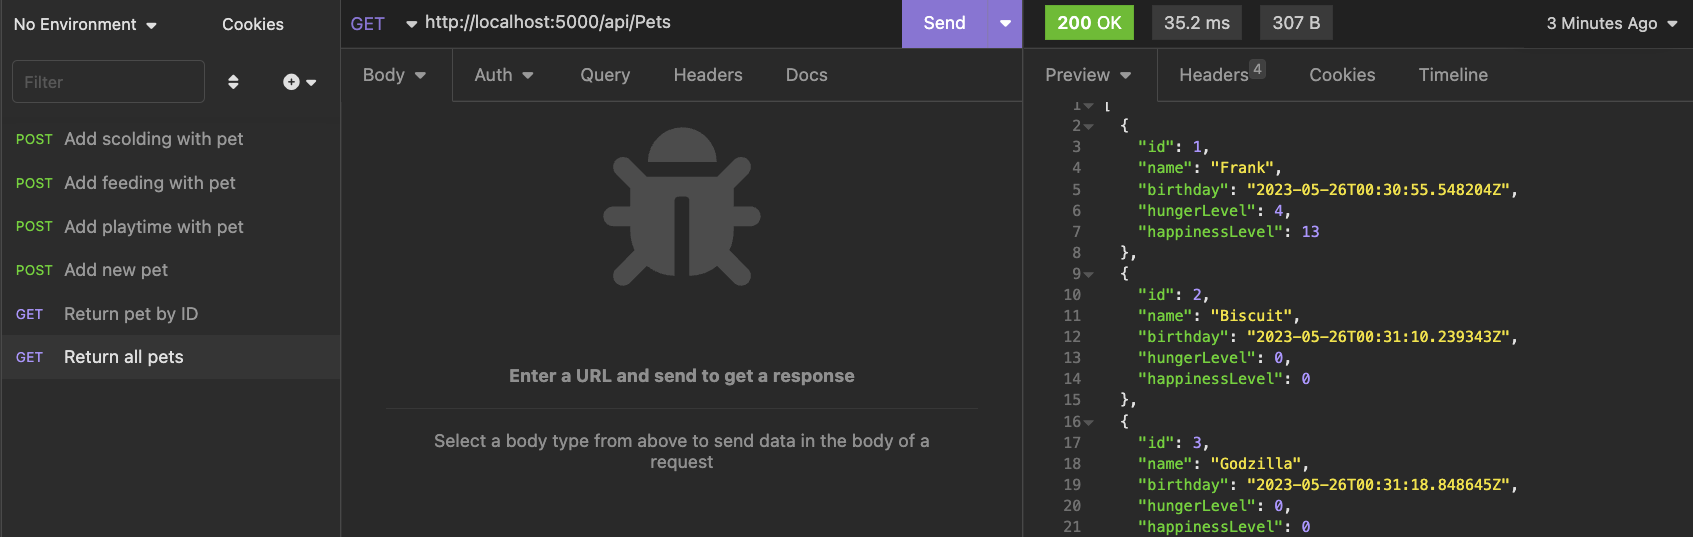 No Environment
Cookies
Filter
POST Add scolding with pet
POST Add feeding with pet
POST Add playtime with pet
POST Add new pet
GET Return pet by ID
GET Return all pets
GET http://localhost:5000/api/Pets
Send
Body Auth Query Headers Docs
Enter a URL and send to get a response
Select a body type from above to send data in the body of a
request
200 OK 35.2 ms 307 B 3 Minutes Ago
Preview Headers 4 Cookies Timeline
1 [
2 {
3 "id": 1,
4 "name": "Frank",
5 "birthday": "2023-05-26T00:30:55.548204Z",
6 "hungerLevel": 4,
7 "happinessLevel": 13
8 },
9 {
10 "id": 2,
11 "name": "Biscuit",
12 "birthday": "2023-05-26T00:31:10.239343Z",
13 "hungerLevel": 0,
14 "happinessLevel": 0
15 },
16 {
17 "id": 3,
18 "name": "Godzilla",
19 "birthday": "2023-05-26T00:31:18.848645Z",
20 "hungerLevel": 0,
21 "happinessLevel": 0